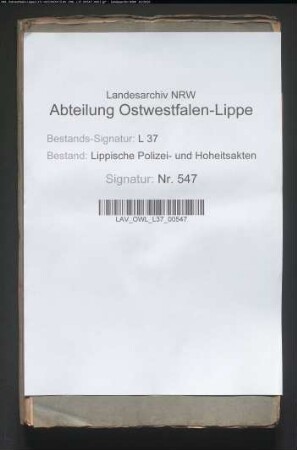 Landesarchiv NRW
Abteilung Ostwestfalen-Lippe
Bestands-Signatur: L 37
Bestand: Lippische Polizei- und Hoheitsakten
Signatur: Nr. 547
LAV_OWL_L37_00547